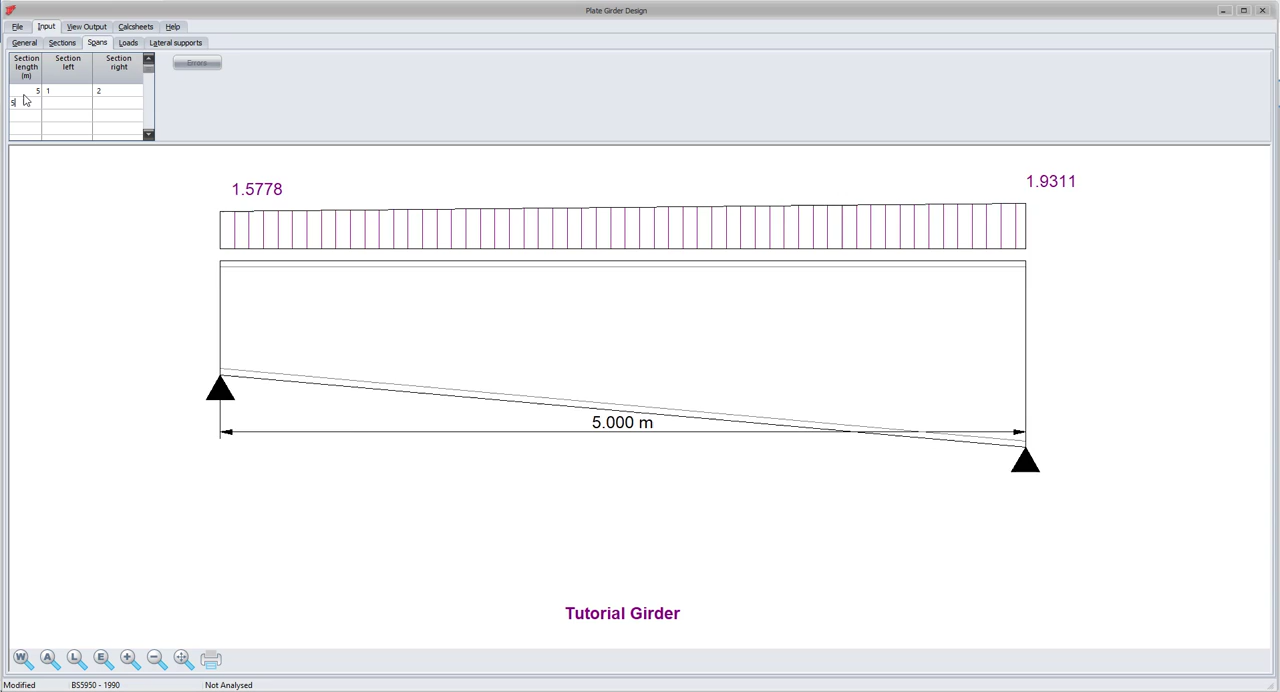 Plate Girder Design
File Input View Output Calcsheets Help
General Sections Spans Loads Lateral supports
Section length (m) Section left Section right
Errors
5 1 2
5
1.5778
1.9311
5.000 m
Tutorial Girder
W A L E
Modified BS5950 - 1990 Not Analysed